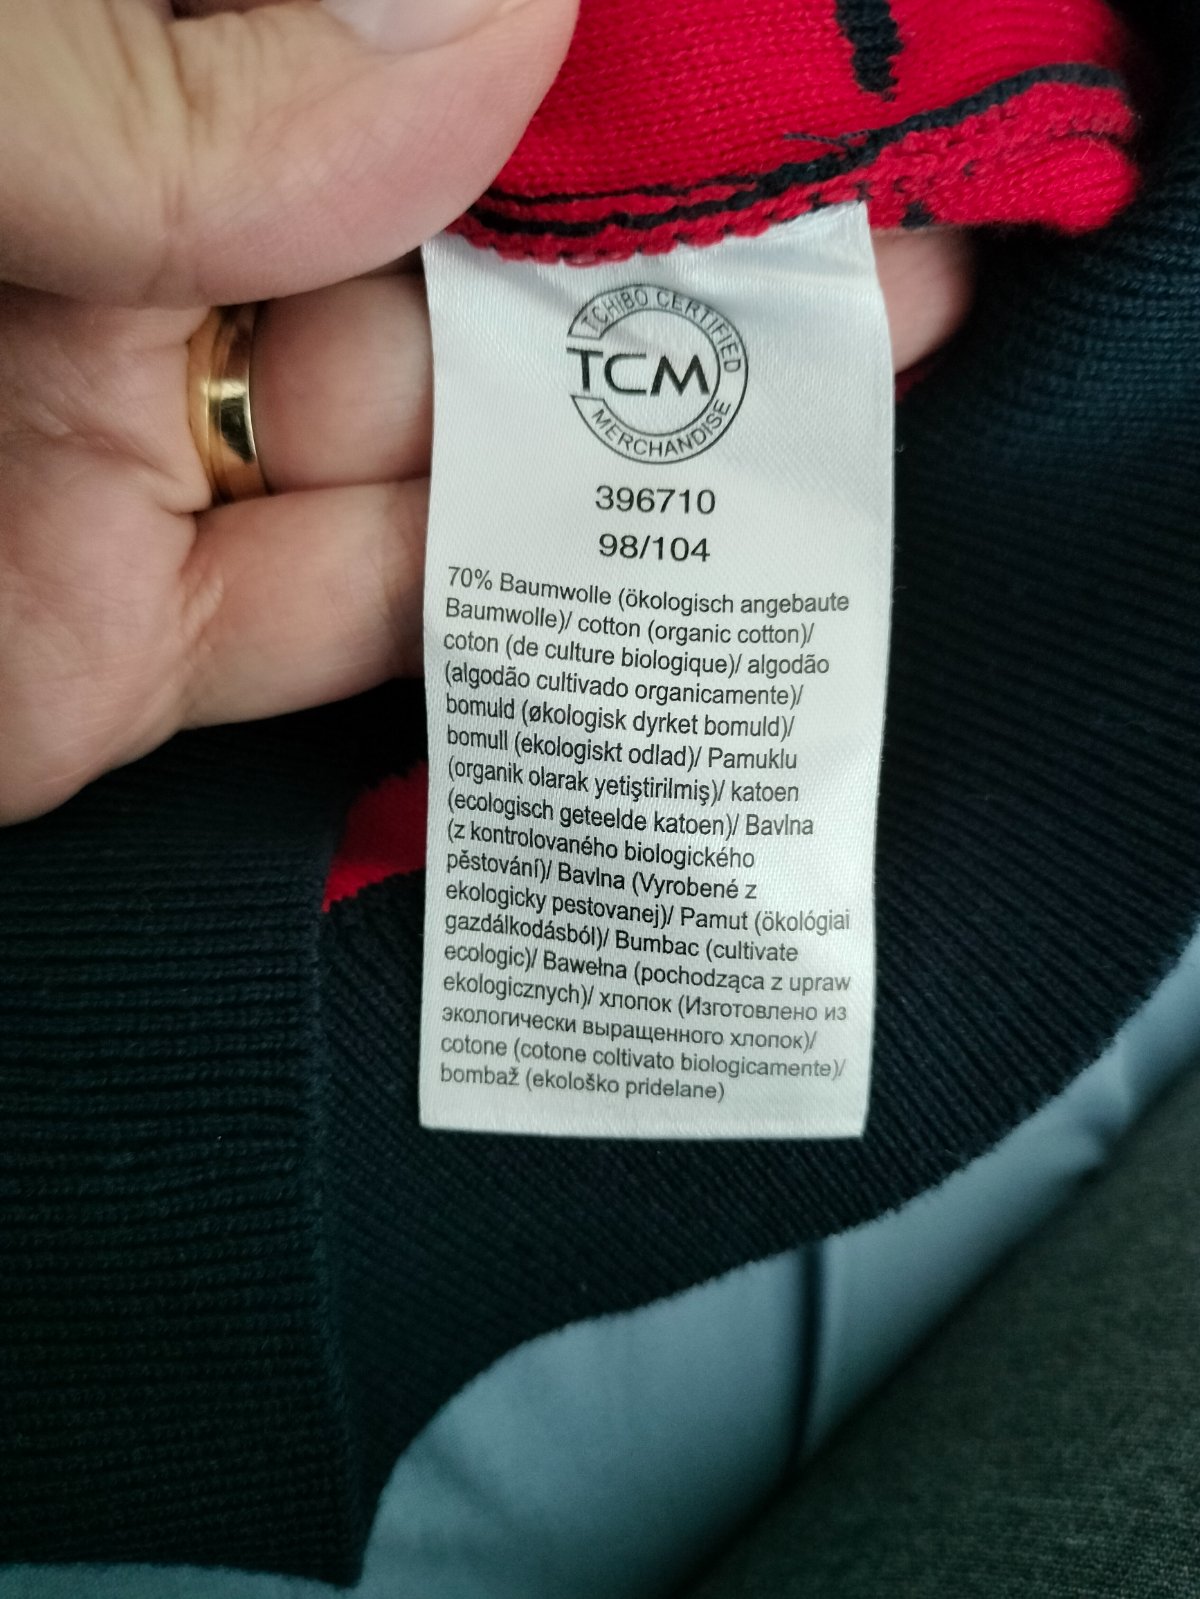 TCHIBO CERTIFIED
TCM
MERCHANDISE
396710
98/104
70% Baumwolle (ökologisch angebaute
Baumwolle)/ cotton (organic cotton)/
coton (de culture biologique)/ algodão
(algodão cultivado organicamente)/
bomuld (økologisk dyrket bomuld)/
bomull (ekologiskt odlad)/ Pamuklu
(organik olarak yetiştirilmiş)/ katoen
(ecologisch geteelde katoen)/ Bavlna
(z kontrolovaného biologického
pěstování)/ Bavlna (Vyrobené z
ekologicky pestovanej)/ Pamut (ökológiai
gazdálkodásból)/ Bumbac (cultivate
ecologic)/ Bawełna (pochodząca z upraw
ekologicznych)/ хлопок (Изготовлено из
экологически выращенного хлопок)/
cotone (cotone coltivato biologicamente)/
bombaž (ekološko pridelane)